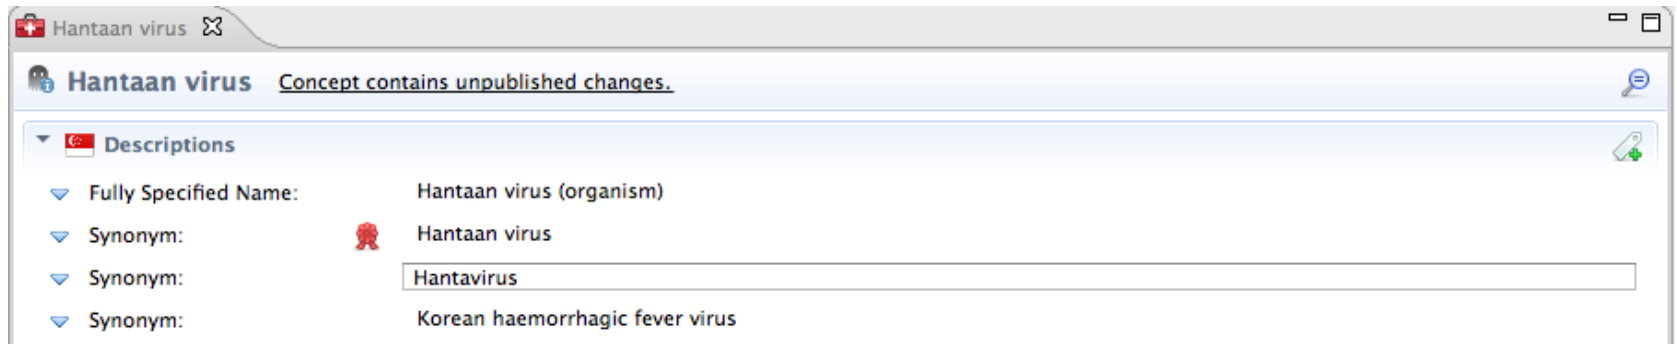 Hantaan virus
Hantaan virus Concept contains unpublished changes.
Descriptions
Fully Specified Name: Hantaan virus (organism)
Synonym: Hantaan virus
Synonym: Hantavirus
Synonym: Korean haemorrhagic fever virus